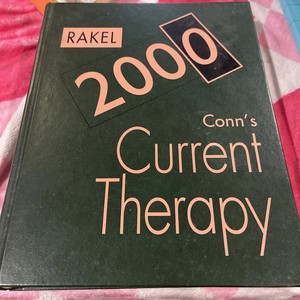 RAKEL
2000
Conn's
Current
Therapy